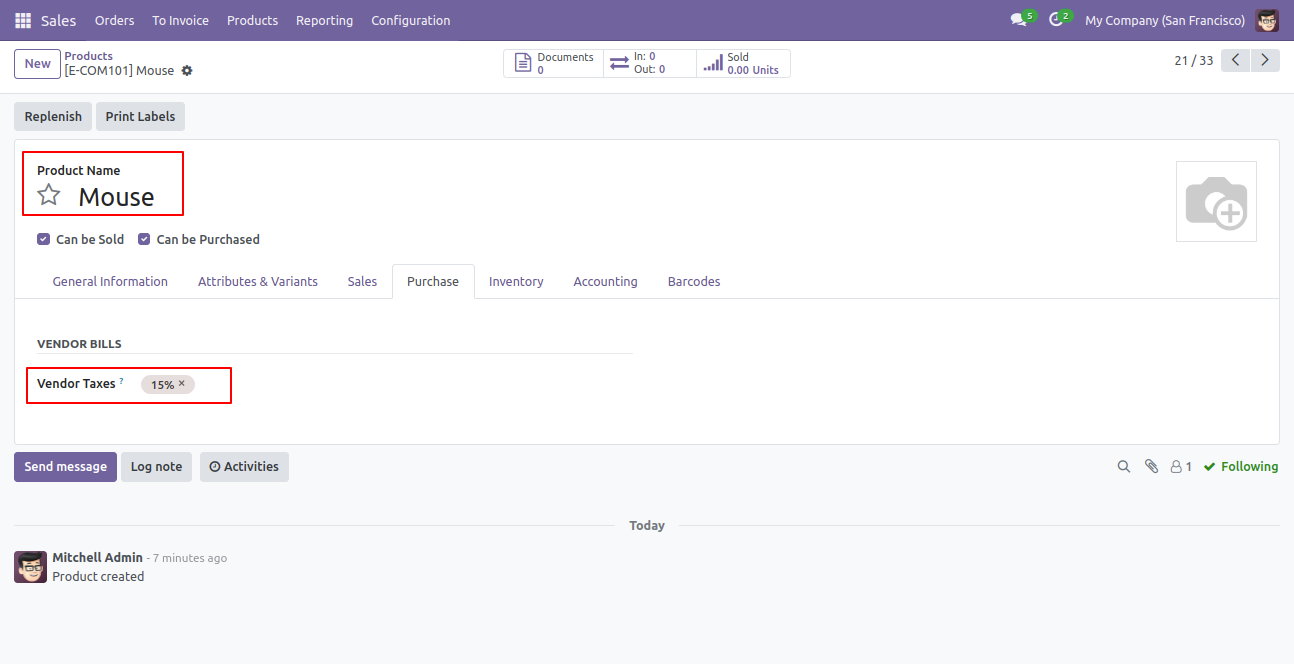 Sales Orders To Invoice Products Reporting Configuration 5 2 My Company (San Francisco)
New Products Documents In: 0 Sold 21 / 33
[E-COM101] Mouse 0 Out: 0 0.00 Units
Replenish Print Labels
Product Name
Mouse
Can be Sold Can be Purchased
General Information Attributes & Variants Sales Purchase Inventory Accounting Barcodes
VENDOR BILLS
Vendor Taxes ? 15% ×
Send message Log note Activities 1 Following
Today
Mitchell Admin - 7 minutes ago
Product created